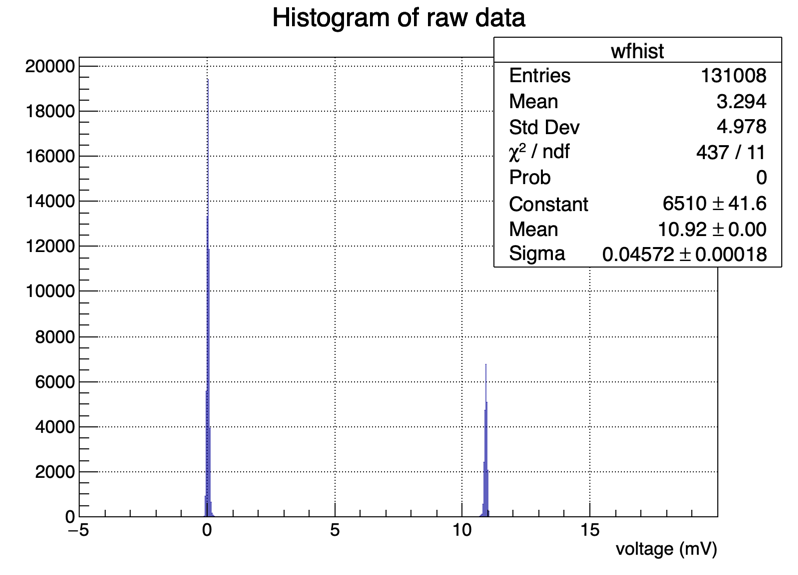 Histogram of raw data
wfhist
Entries 131008
Mean 3.294
Std Dev 4.978
χ² / ndf 437 / 11
Prob 0
Constant 6510 ± 41.6
Mean 10.92 ± 0.00
Sigma 0.04572 ± 0.00018
20000
18000
16000
14000
12000
10000
8000
6000
4000
2000
0
−5 0 5 10 15
voltage (mV)